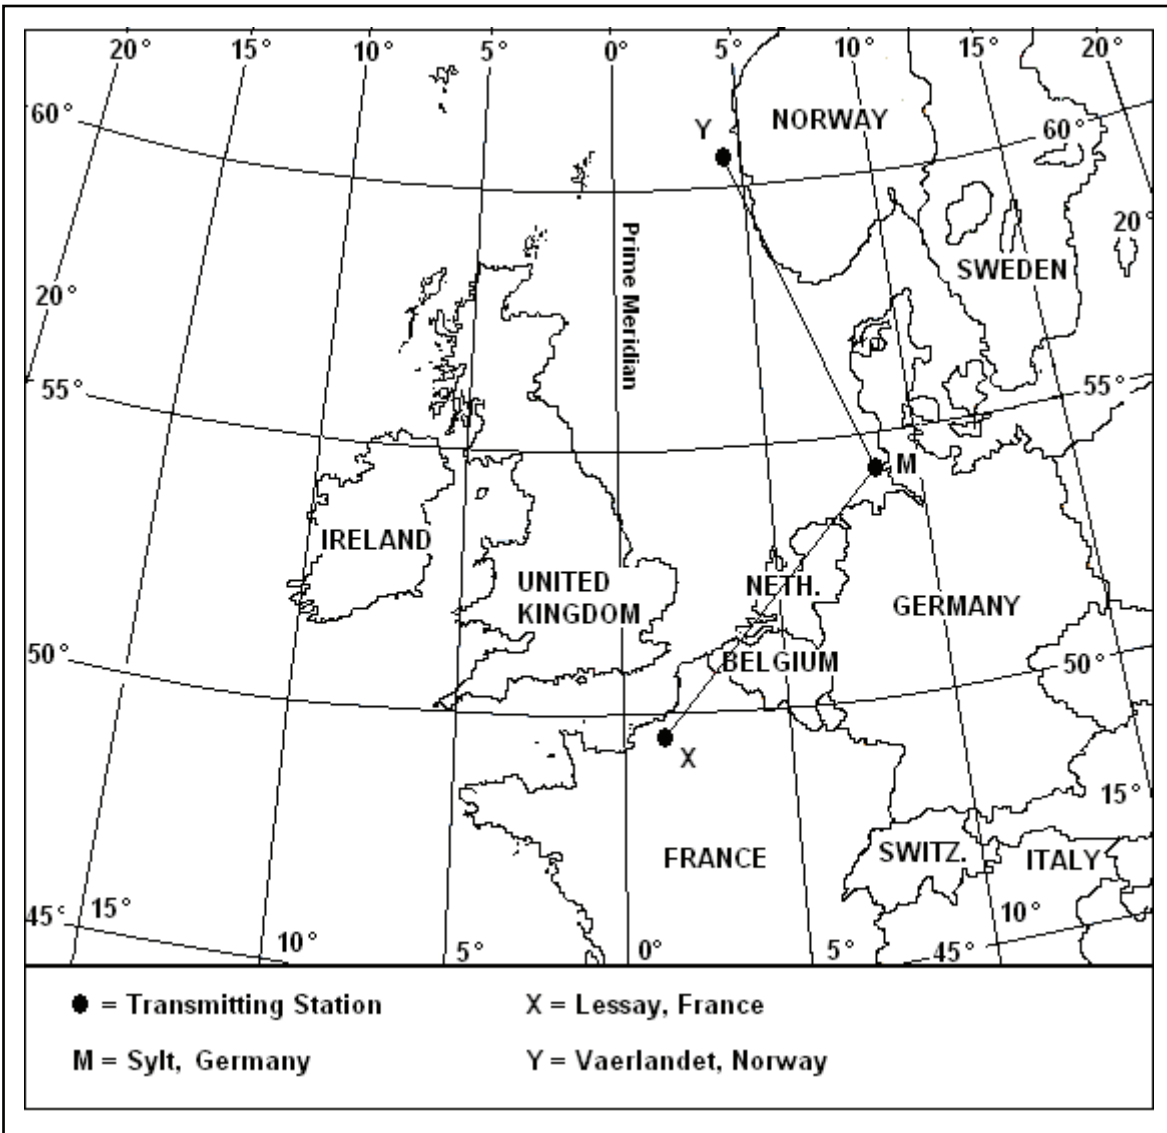 20° 15° 10° 5° 0° 5° 10° 15° 20°
60°
NORWAY
60°
Y
20°
Prime Meridian
SWEDEN
20°
55°
55°
M
IRELAND
UNITED
KINGDOM
NETH.
GERMANY
50°
BELGIUM
50°
X
15°
FRANCE
SWITZ.
ITALY
45° 15°
10°
10° 5° 0° 5° 45°
= Transmitting Station
X = Lessay, France
M = Sylt, Germany
Y = Vaerlandet, Norway